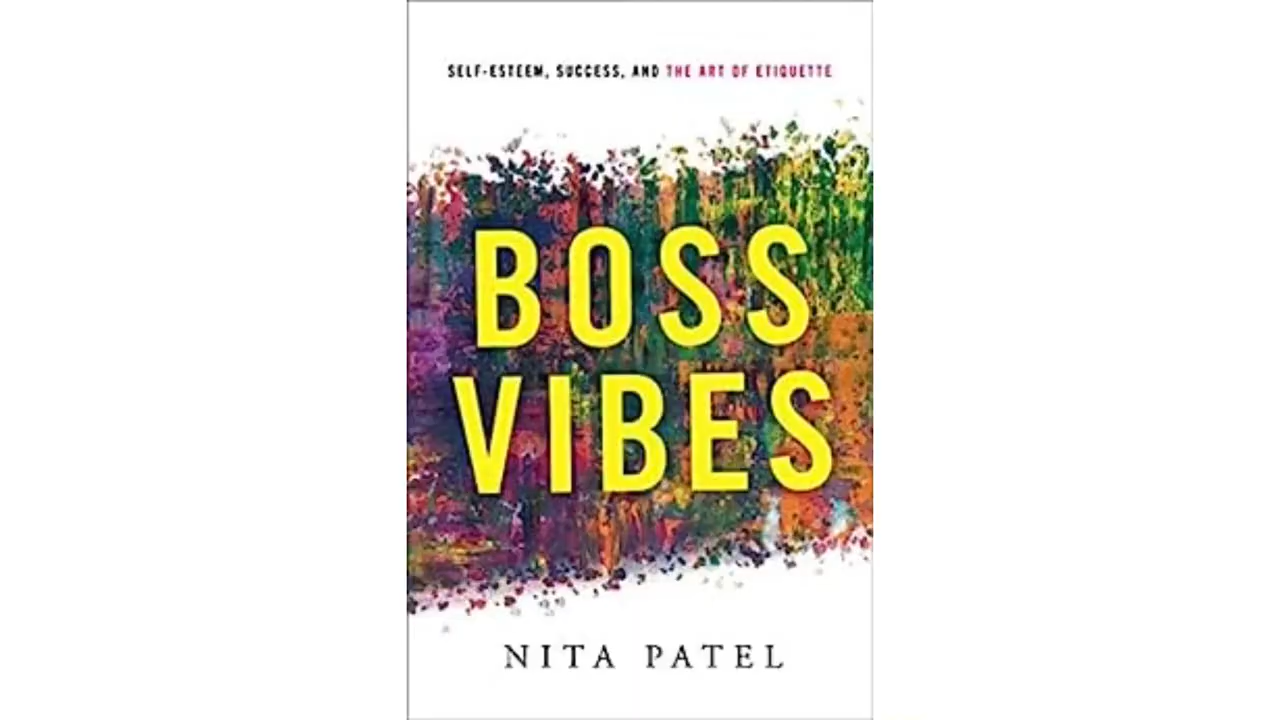 SELF-ESTEEM, SUCCESS, AND THE ART OF ETIQUETTE
BOSS
VIBES
NITA PATEL